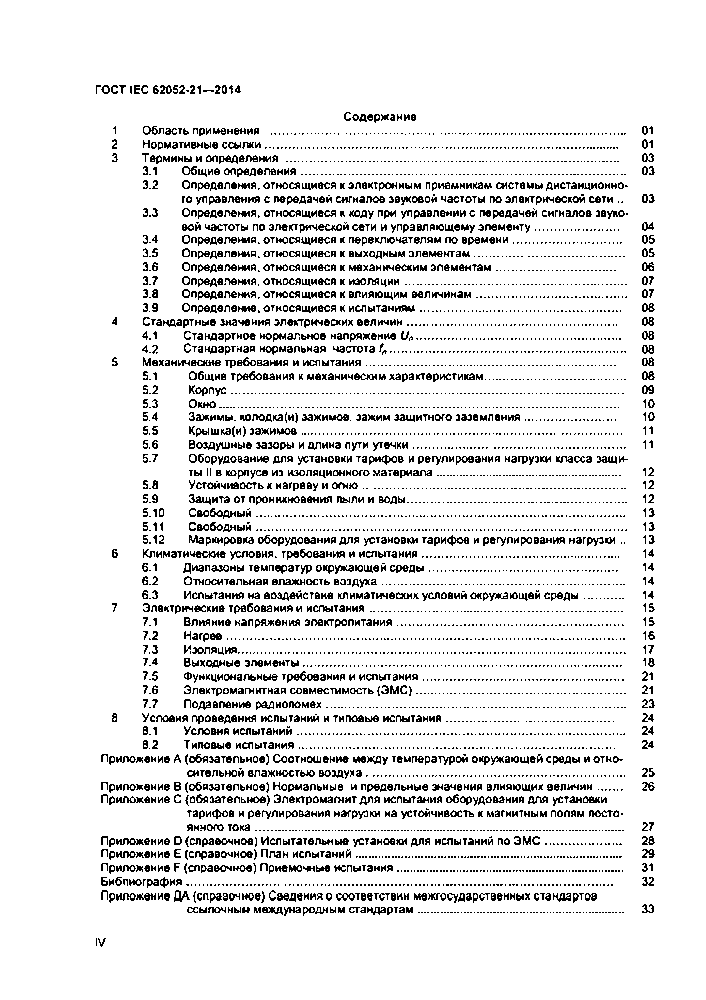 ГОСТ IEC 62052-21—2014
Содержание
1 Область применения ........ 01
2 Нормативные ссылки ........ 01
3 Термины и определения ........ 03
3.1 Общие определения ........ 03
3.2 Определения, относящиеся к электронным приемникам системы дистанционно-
го управления с передачей сигналов звуковой частоты по электрической сети .. 03
3.3 Определения, относящиеся к коду при управлении с передачей сигналов звуко-
вой частоты по электрической сети и управляющему элементу ........ 04
3.4 Определения, относящиеся к переключателям по времени ........ 05
3.5 Определения, относящиеся к выходным элементам ........ 05
3.6 Определения, относящиеся к механическим элементам ........ 06
3.7 Определения, относящиеся к изоляции ........ 07
3.8 Определения, относящиеся к влияющим величинам ........ 07
3.9 Определение, относящиеся к испытаниям ........ 08
4 Стандартные значения электрических величин ........ 08
4.1 Стандартное нормальное напряжение Un ........ 08
4.2 Стандартная нормальная частота fn ........ 08
5 Механические требования и испытания ........ 08
5.1 Общие требования к механическим характеристикам ........ 08
5.2 Корпус ........ 09
5.3 Окно ........ 10
5.4 Зажимы, колодка(и) зажимов, зажим защитного заземления ........ 10
5.5 Крышка(и) зажимов ........ 11
5.6 Воздушные зазоры и длина пути утечки ........ 11
5.7 Оборудование для установки тарифов и регулирования нагрузки класса защи-
ты II в корпусе из изоляционного материала ........ 12
5.8 Устойчивость к нагреву и огню ........ 12
5.9 Защита от проникновения пыли и воды ........ 12
5.10 Свободный ........ 13
5.11 Свободный ........ 13
5.12 Маркировка оборудования для установки тарифов и регулирования нагрузки .. 13
6 Климатические условия, требования и испытания ........ 14
6.1 Диапазоны температур окружающей среды ........ 14
6.2 Относительная влажность воздуха ........ 14
6.3 Испытания на воздействие климатических условий окружающей среды ........ 14
7 Электрические требования и испытания ........ 15
7.1 Влияние напряжения электропитания ........ 15
7.2 Нагрев ........ 16
7.3 Изоляция ........ 17
7.4 Выходные элементы ........ 18
7.5 Функциональные требования и испытания ........ 21
7.6 Электромагнитная совместимость (ЭМС) ........ 21
7.7 Подавление радиопомех ........ 23
8 Условия проведения испытаний и типовые испытания ........ 24
8.1 Условия испытаний ........ 24
8.2 Типовые испытания ........ 24
Приложение А (обязательное) Соотношение между температурой окружающей среды и отно-
сительной влажностью воздуха ........ 25
Приложение В (обязательное) Нормальные и предельные значения влияющих величин ....... 26
Приложение С (обязательное) Электромагнит для испытания оборудования для установки
тарифов и регулирования нагрузки на устойчивость к магнитным полям посто-
янного тока ........ 27
Приложение D (справочное) Испытательные установки для испытаний по ЭМС ........ 28
Приложение Е (справочное) План испытаний ........ 29
Приложение F (справочное) Приемочные испытания ........ 31
Библиография ........ 32
Приложение ДА (справочное) Сведения о соответствии межгосударственных стандартов
ссылочным международным стандартам ........ 33
IV